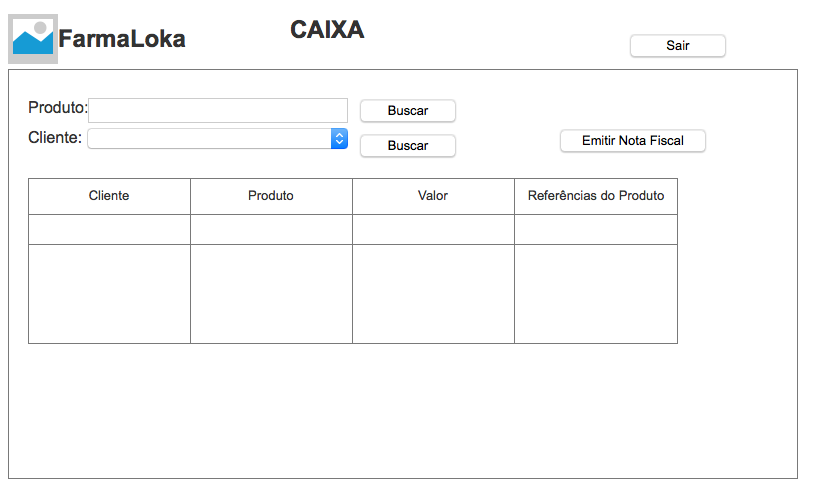 FarmaLoka
CAIXA
Sair
Produto:
Buscar
Cliente:
Buscar
Emitir Nota Fiscal
Cliente Produto Valor Referências do Produto